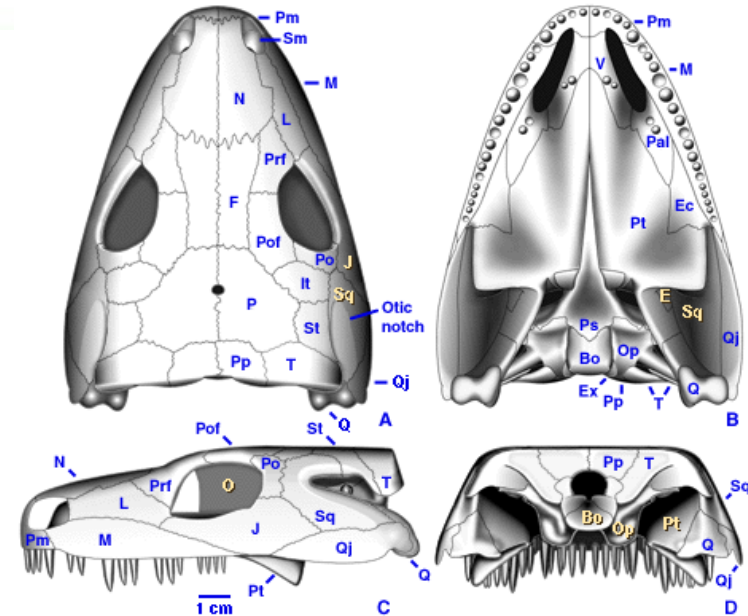 Pm
Sm
M
N
L
Prf
F
Pof
Po
J
It
Sq
P
St
Otic
notch
Pp
T
Qj
Q
A
Pm
V
M
Pal
Ec
Pt
E
Sq
Ps
Qj
Op
Bo
Ex
Pp
T
Q
B
Pof
St
N
Po
Prf
O
T
L
Sq
J
Pm
M
Qj
Q
Pt
1 cm
C
Pp
T
Sq
Bo
Op
Pt
Q
Qj
D